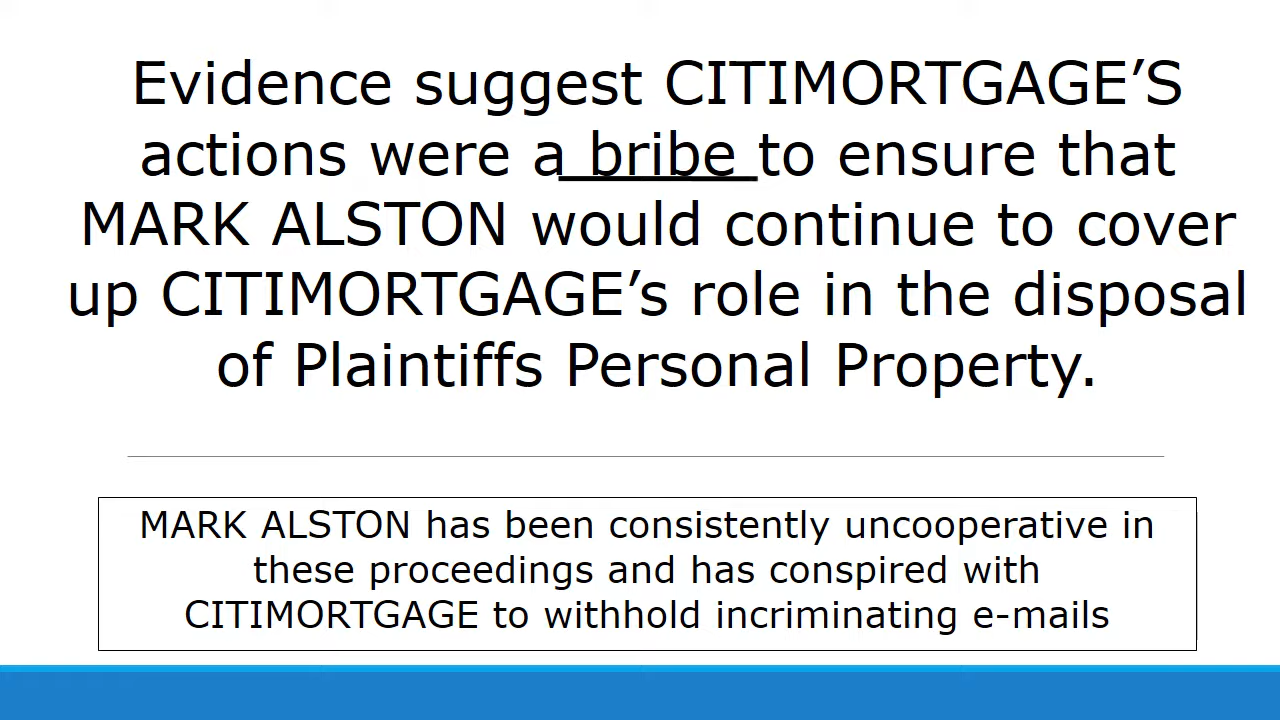 Evidence suggest CITIMORTGAGE’S
actions were a bribe to ensure that
MARK ALSTON would continue to cover
up CITIMORTGAGE’s role in the disposal
of Plaintiffs Personal Property.
MARK ALSTON has been consistently uncooperative in
these proceedings and has conspired with
CITIMORTGAGE to withhold incriminating e-mails